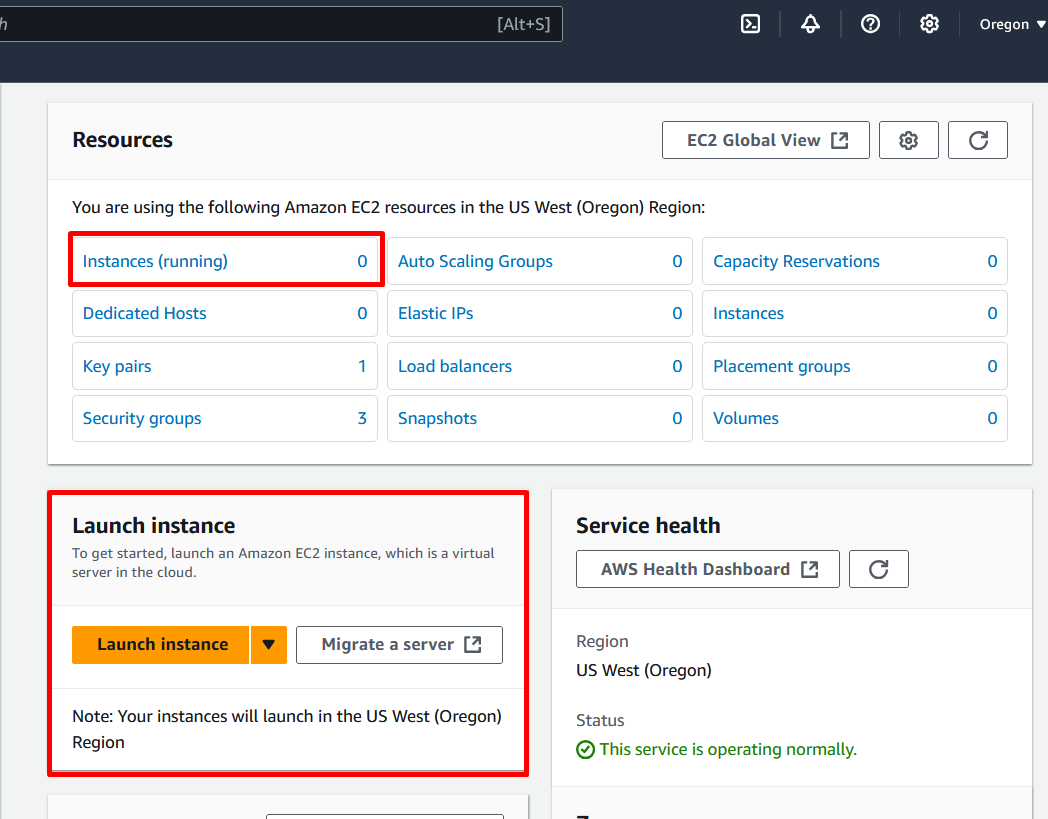 h [Alt+S] Oregon
Resources
EC2 Global View
You are using the following Amazon EC2 resources in the US West (Oregon) Region:
Instances (running) 0
Auto Scaling Groups 0
Capacity Reservations 0
Dedicated Hosts 0
Elastic IPs 0
Instances 0
Key pairs 1
Load balancers 0
Placement groups 0
Security groups 3
Snapshots 0
Volumes 0
Launch instance
To get started, launch an Amazon EC2 instance, which is a virtual
server in the cloud.
Launch instance
Migrate a server
Note: Your instances will launch in the US West (Oregon)
Region
Service health
AWS Health Dashboard
Region
US West (Oregon)
Status
This service is operating normally.